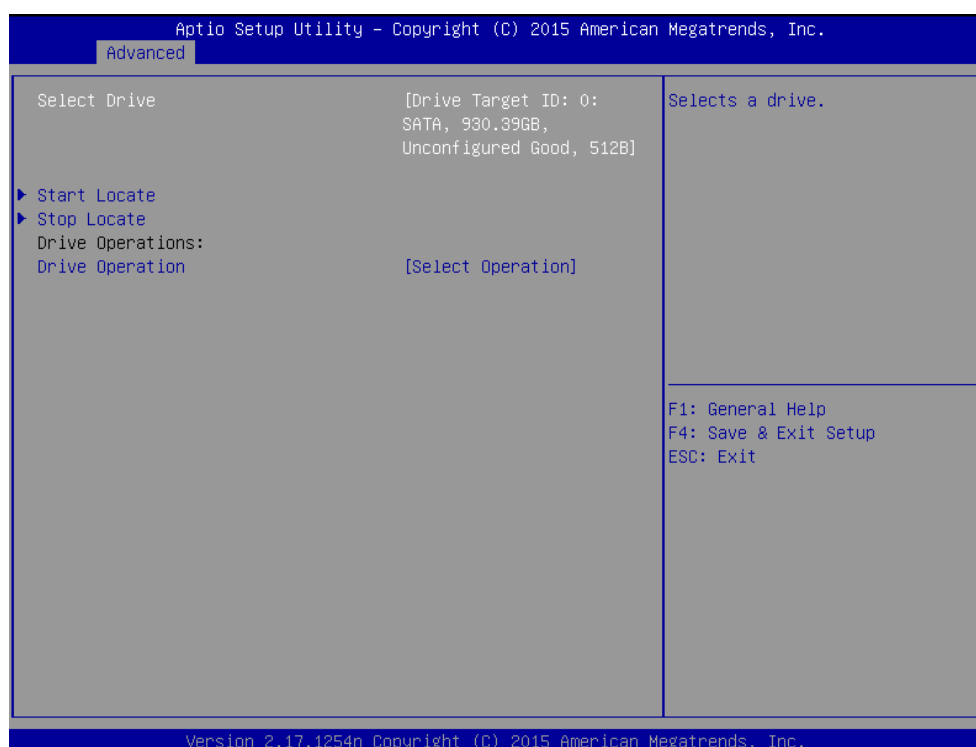 Aptio Setup Utility – Copyright (C) 2015 American Megatrends, Inc.
Advanced
Select Drive [Drive Target ID: 0:
SATA, 930.39GB,
Unconfigured Good, 512B]
Start Locate
Stop Locate
Drive Operations:
Drive Operation [Select Operation]
Selects a drive.
F1: General Help
F4: Save & Exit Setup
ESC: Exit
Version 2.17.1254n Copyright (C) 2015 American Megatrends, Inc.